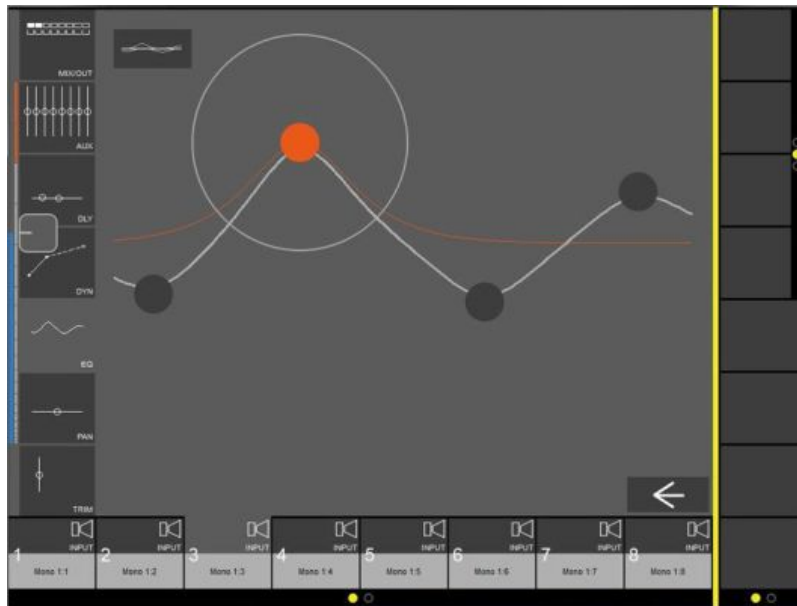 MIX/OUT
AUX
DLY
DYN
EQ
PAN
TRIM
INPUT INPUT INPUT INPUT INPUT INPUT INPUT INPUT
1 2 3 4 5 6 7 8
Mono 1:1 Mono 1:2 Mono 1:3 Mono 1:4 Mono 1:5 Mono 1:6 Mono 1:7 Mono 1:8